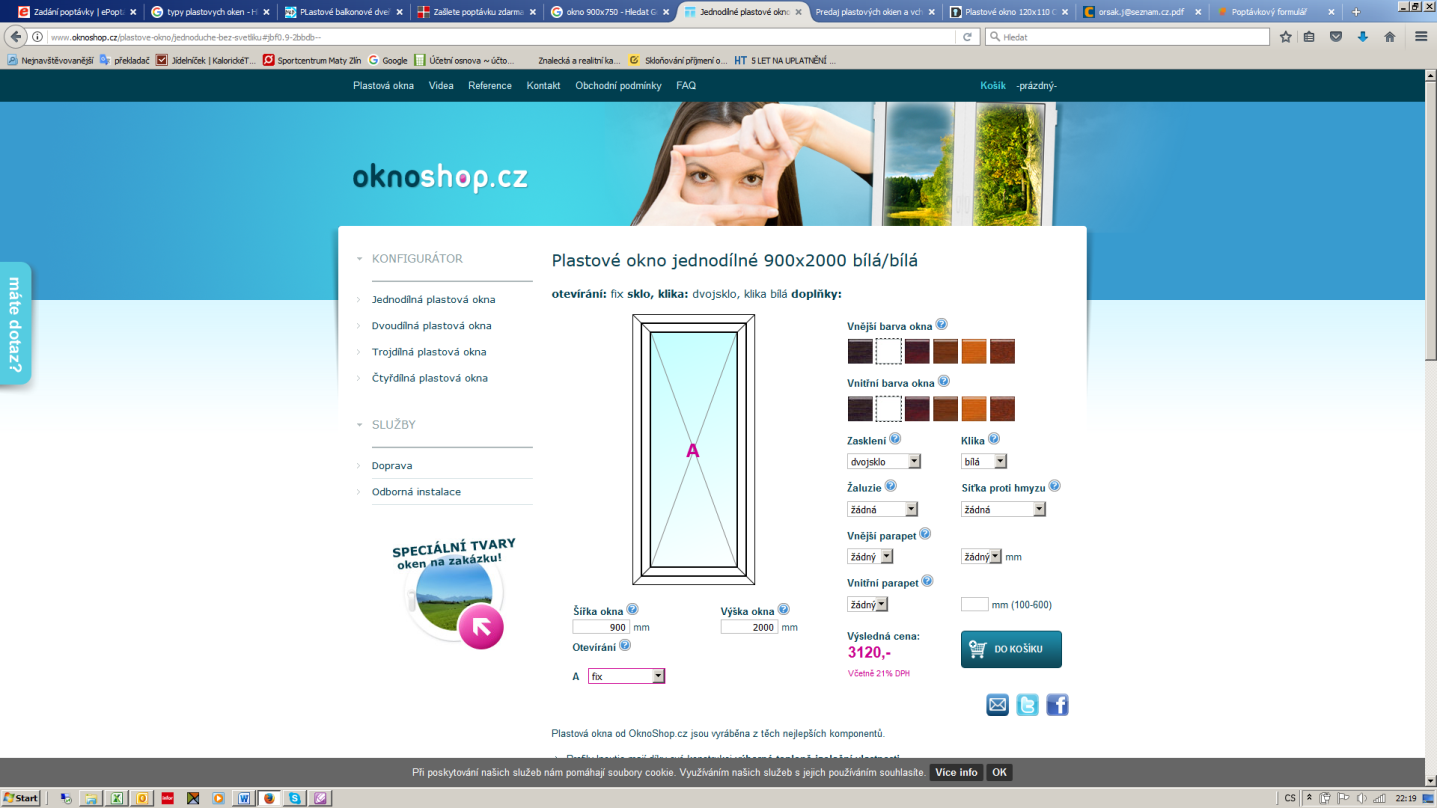 Zadání poptávky | ePopt
typy plastovych oken - H
PLastové balkonové dveř
Zašlete poptávku zdarma
okno 900x750 - Hledat G
Jednodílné plastové okno
Predaj plastových okien a vch
Plastové okno 120x110
orsak.j@seznam.cz.pdf
Poptávkový formulář
www.oknoshop.cz/plastove-okno/jednoduche-bez-svetliku#jbf0.9-2bbdb--
Hledat
Nejnavštěvovanější překladač Jídelníček | KalorickéT... Sportcentrum Maty Zlín Google Účetní osnova ~ účto... Znalecká a realitní ka... Skloňování příjmení o... HT 5 LET NA UPLATNĚNÍ ...
Plastová okna Videa Reference Kontakt Obchodní podmínky FAQ Košík -prázdný-
oknoshop.cz
máte dotaz?
KONFIGURÁTOR
Jednodílná plastová okna
Dvoudílná plastová okna
Trojdílná plastová okna
Čtyřdílná plastová okna
SLUŽBY
Doprava
Odborná instalace
SPECIÁLNÍ TVARY
oken na zakázku!
Plastové okno jednodílné 900x2000 bílá/bílá
otevírání: fix sklo, klika: dvojsklo, klika bílá doplňky:
A
Šířka okna Výška okna
900 mm 2000 mm
Otevírání
A fix
Vnější barva okna
Vnitřní barva okna
Zasklení Klika
dvojsklo bílá
Žaluzie Síťka proti hmyzu
žádná žádná
Vnější parapet
žádný žádný mm
Vnitřní parapet
žádný mm (100-600)
Výsledná cena:
3120,-
Včetně 21% DPH
DO KOŠÍKU
Plastová okna od OknoShop.cz jsou vyráběna z těch nejlepších komponentů.
Při poskytování našich služeb nám pomáhají soubory cookie. Využíváním našich služeb s jejich používáním souhlasíte. Více info OK
Start CS 22:19